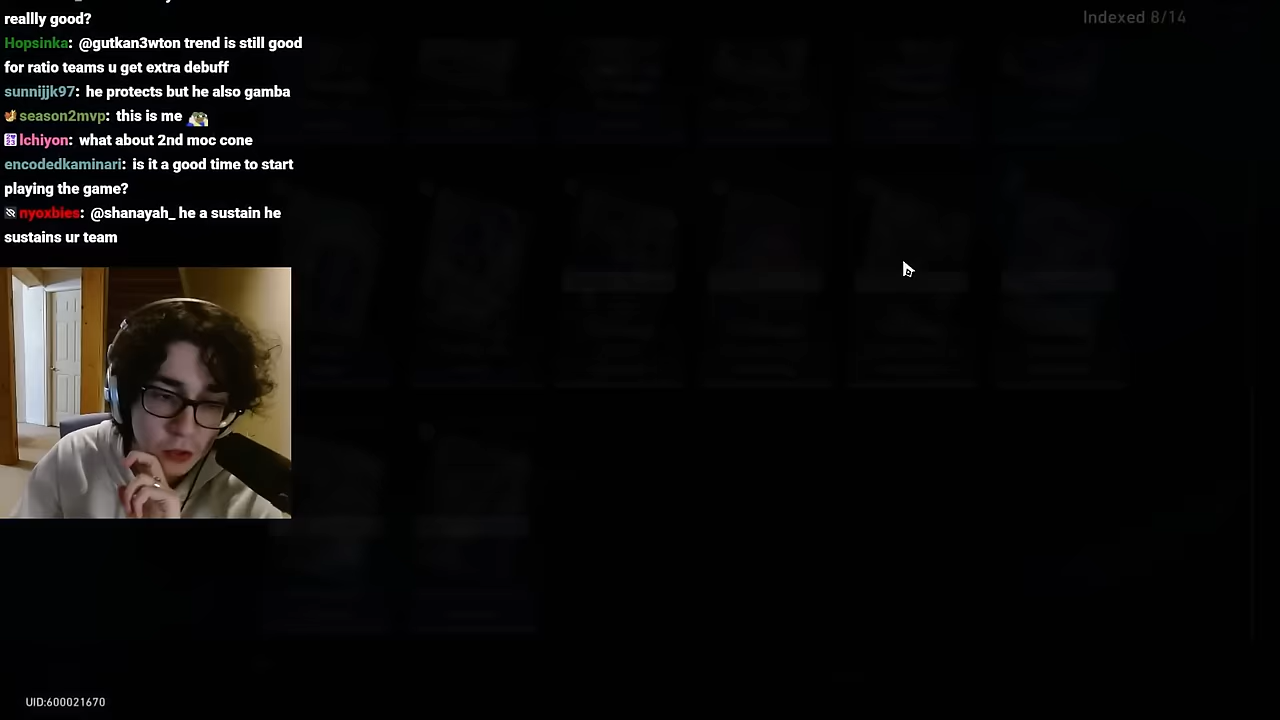 reallly good?
Indexed 8/14
Hopsinka: @gutkan3wton trend is still good
for ratio teams u get extra debuff
sunnijjk97: he protects but he also gamba
season2mvp: this is me
Ichiyon: what about 2nd moc cone
encodedkaminari: is it a good time to start
playing the game?
nyoxbles: @shanayah_ he a sustain he
sustains ur team
UID:600021670